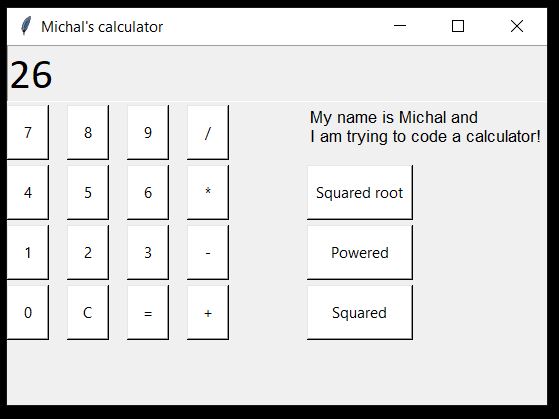 Michal's calculator
26
My name is Michal and
I am trying to code a calculator!
7 8 9 /
4 5 6 * Squared root
1 2 3 - Powered
0 C = + Squared